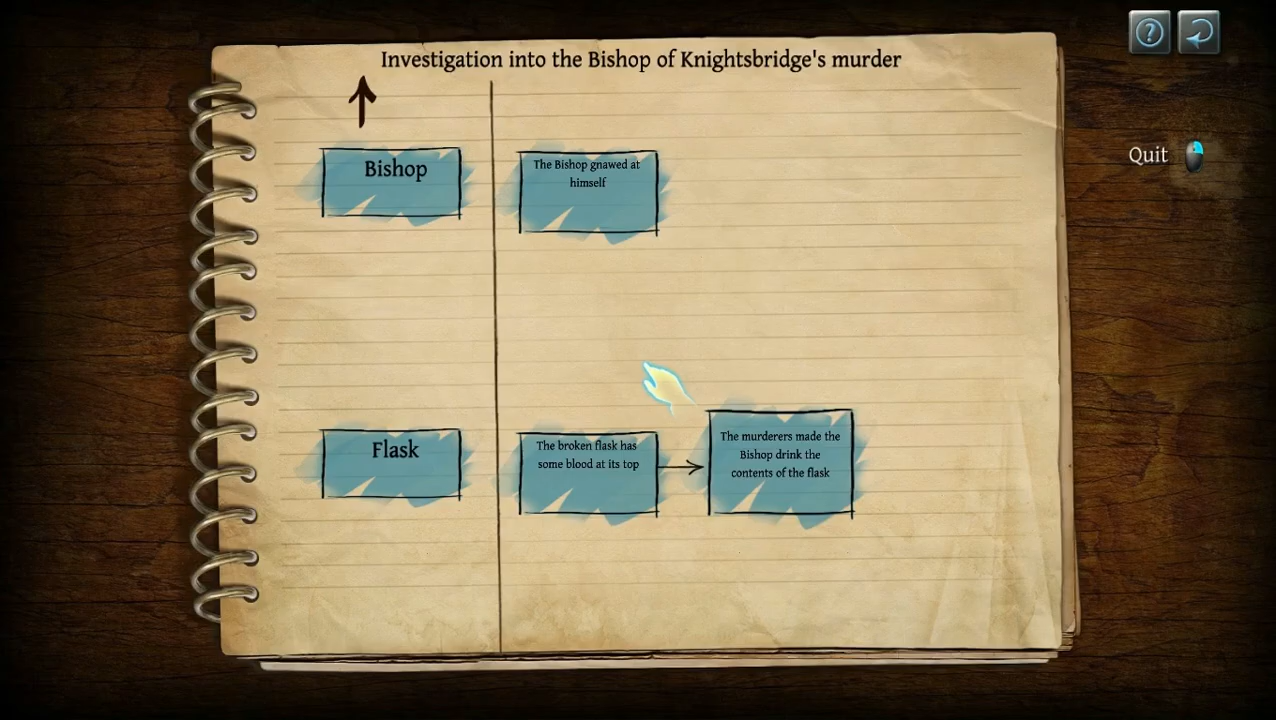 Investigation into the Bishop of Knightsbridge's murder
?
Quit
Bishop
The Bishop gnawed at
himself
Flask
The broken flask has
some blood at its top
The murderers made the
Bishop drink the
contents of the flask